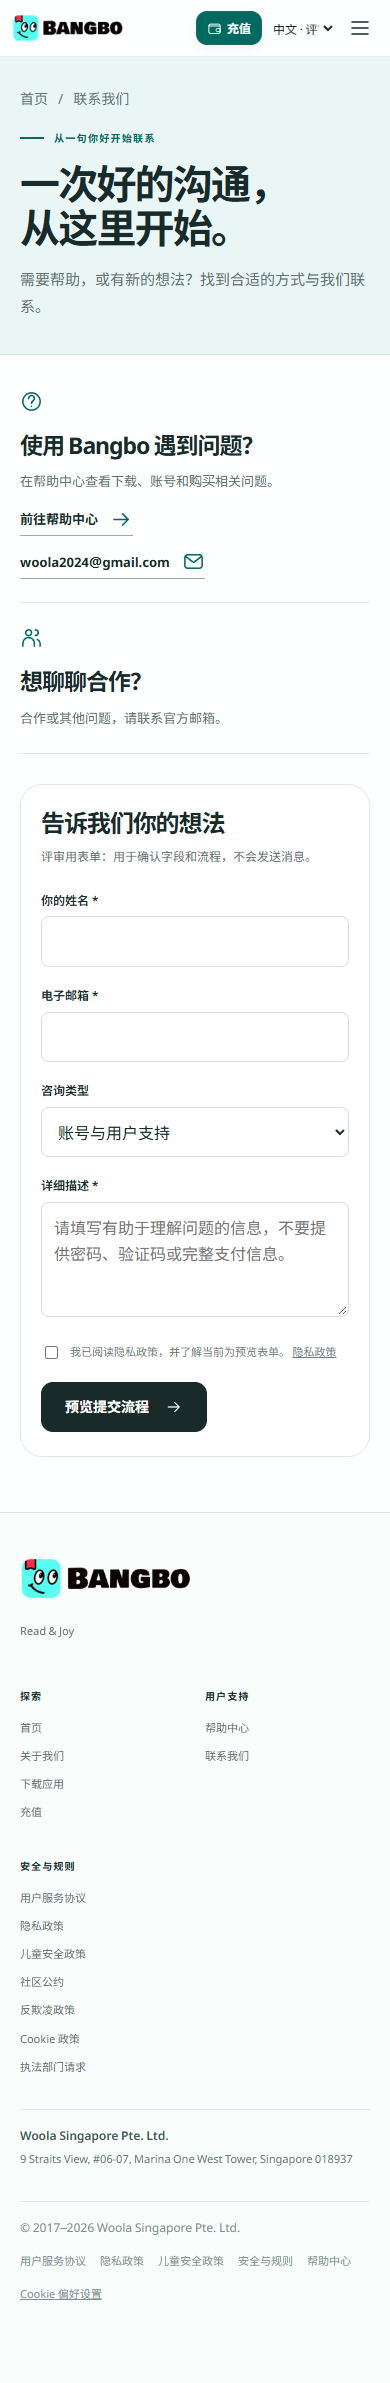 BANGBO
充值
中文 · 评
首页 / 联系我们
从一句你好开始联系
一次好的沟通，
从这里开始。
需要帮助，或有新的想法？找到合适的方式与我们联
系。
使用 Bangbo 遇到问题？
在帮助中心查看下载、账号和购买相关问题。
前往帮助中心
woola2024@gmail.com
想聊聊合作？
合作或其他问题，请联系官方邮箱。
告诉我们你的想法
评审用表单：用于确认字段和流程，不会发送消息。
你的姓名 *
电子邮箱 *
咨询类型
账号与用户支持
详细描述 *
请填写有助于理解问题的信息，不要提
供密码、验证码或完整支付信息。
我已阅读隐私政策，并了解当前为预览表单。 隐私政策
预览提交流程
BANGBO
Read & Joy
探索
首页
关于我们
下载应用
充值
用户支持
帮助中心
联系我们
安全与规则
用户服务协议
隐私政策
儿童安全政策
社区公约
反欺凌政策
Cookie 政策
执法部门请求
Woola Singapore Pte. Ltd.
9 Straits View, #06-07, Marina One West Tower, Singapore 018937
© 2017–2026 Woola Singapore Pte. Ltd.
用户服务协议 隐私政策 儿童安全政策 安全与规则 帮助中心
Cookie 偏好设置